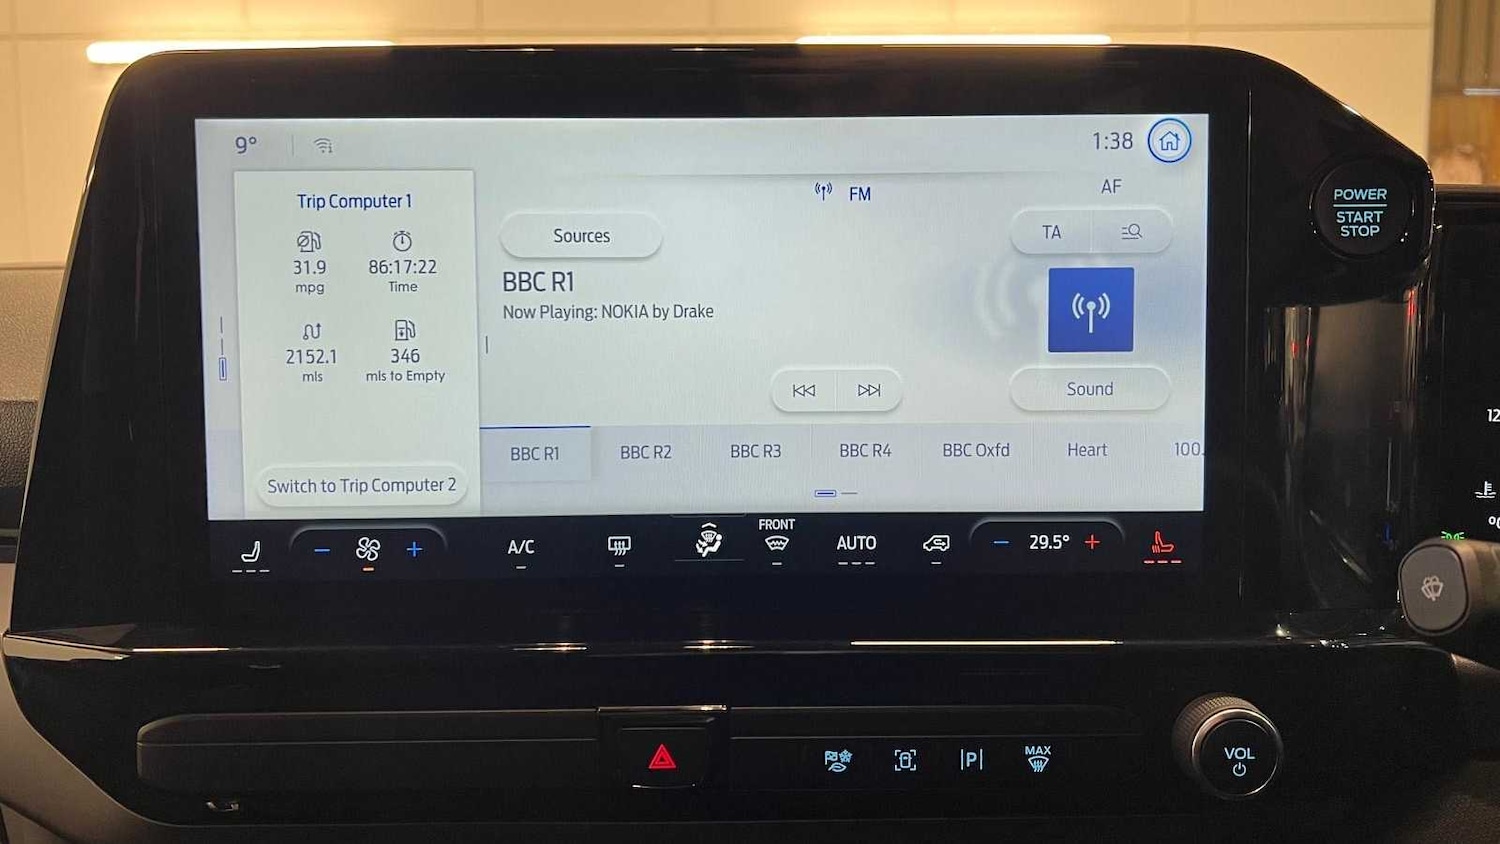 9°
1:38
Trip Computer 1
31.9
mpg
86:17:22
Time
2152.1
mls
346
mls to Empty
Switch to Trip Computer 2
FM
AF
Sources
TA
BBC R1
Now Playing: NOKIA by Drake
Sound
BBC R1
BBC R2
BBC R3
BBC R4
BBC Oxfd
Heart
100.
A/C
FRONT
AUTO
29.5°
POWER
START
STOP
12
P
MAX
VOL